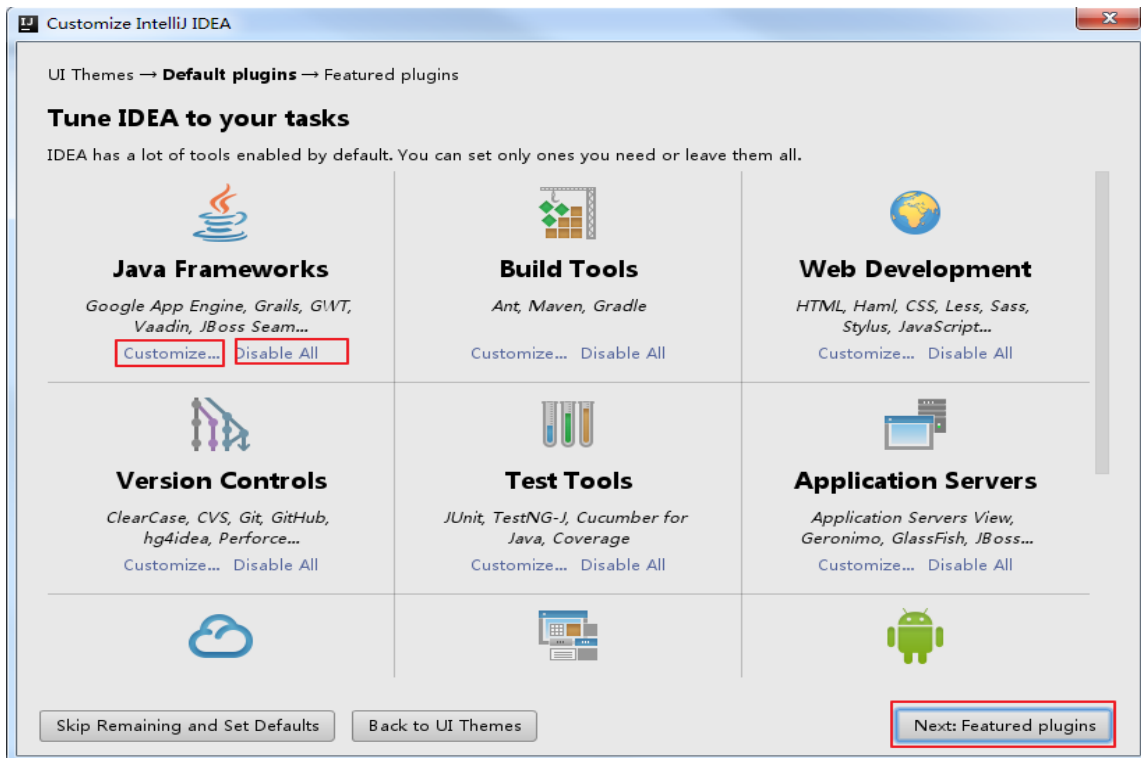 IJ Customize IntelliJ IDEA
UI Themes → Default plugins → Featured plugins
Tune IDEA to your tasks
IDEA has a lot of tools enabled by default. You can set only ones you need or leave them all.
Java Frameworks
Google App Engine, Grails, GWT,
Vaadin, JBoss Seam...
Customize... Disable All
Build Tools
Ant, Maven, Gradle
Customize... Disable All
Web Development
HTML, Haml, CSS, Less, Sass,
Stylus, JavaScript...
Customize... Disable All
Version Controls
ClearCase, CVS, Git, GitHub,
hg4idea, Perforce...
Customize... Disable All
Test Tools
JUnit, TestNG-J, Cucumber for
Java, Coverage
Customize... Disable All
Application Servers
Application Servers View,
Geronimo, GlassFish, JBoss...
Customize... Disable All
Skip Remaining and Set Defaults
Back to UI Themes
Next: Featured plugins